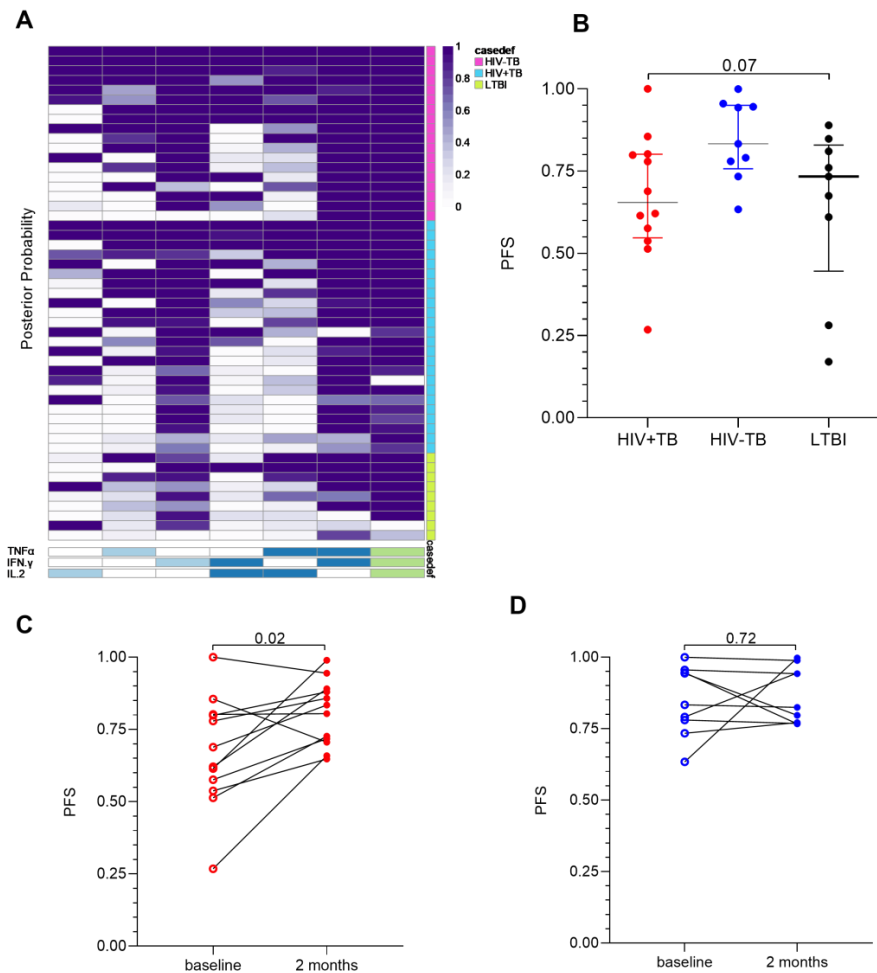 A
Posterior Probability
1
0.8
0.6
0.4
0.2
0
casedef
HIV-TB
HIV+TB
LTBI
TNFα
IFN.γ
IL.2
casedef
B
0.07
PFS
1.00
0.75
0.50
0.25
0.00
HIV+TB
HIV-TB
LTBI
C
0.02
PFS
1.00
0.75
0.50
0.25
0.00
baseline
2 months
D
0.72
PFS
1.00
0.75
0.50
0.25
0.00
baseline
2 months